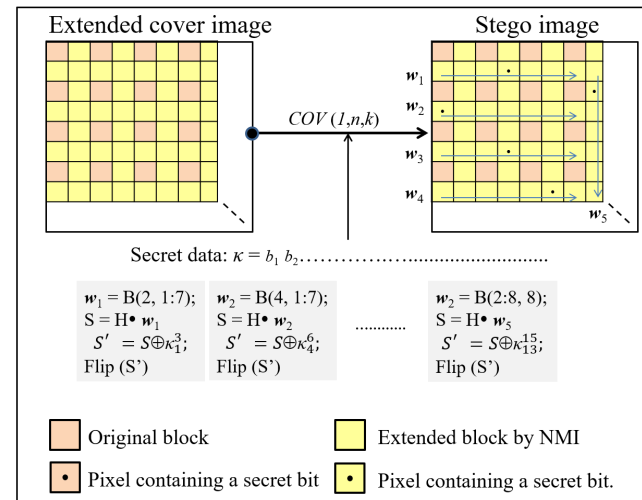 Extended cover image
Stego image
w₁
w₂
w₃
w₄
w₅
COV (1,n,k)
Secret data: κ = b₁ b₂……………………………………
w₁ = B(2, 1:7);
S = H• w₁
S′ = S⊕κ₁³;
Flip (S’)
w₂ = B(4, 1:7);
S = H• w₂
S′ = S⊕κ₄⁶;
Flip (S’)
…………
w₂ = B(2:8, 8);
S = H• w₅
S′ = S⊕κ₁₃¹⁵;
Flip (S’)
Original block
Extended block by NMI
Pixel containing a secret bit
Pixel containing a secret bit.